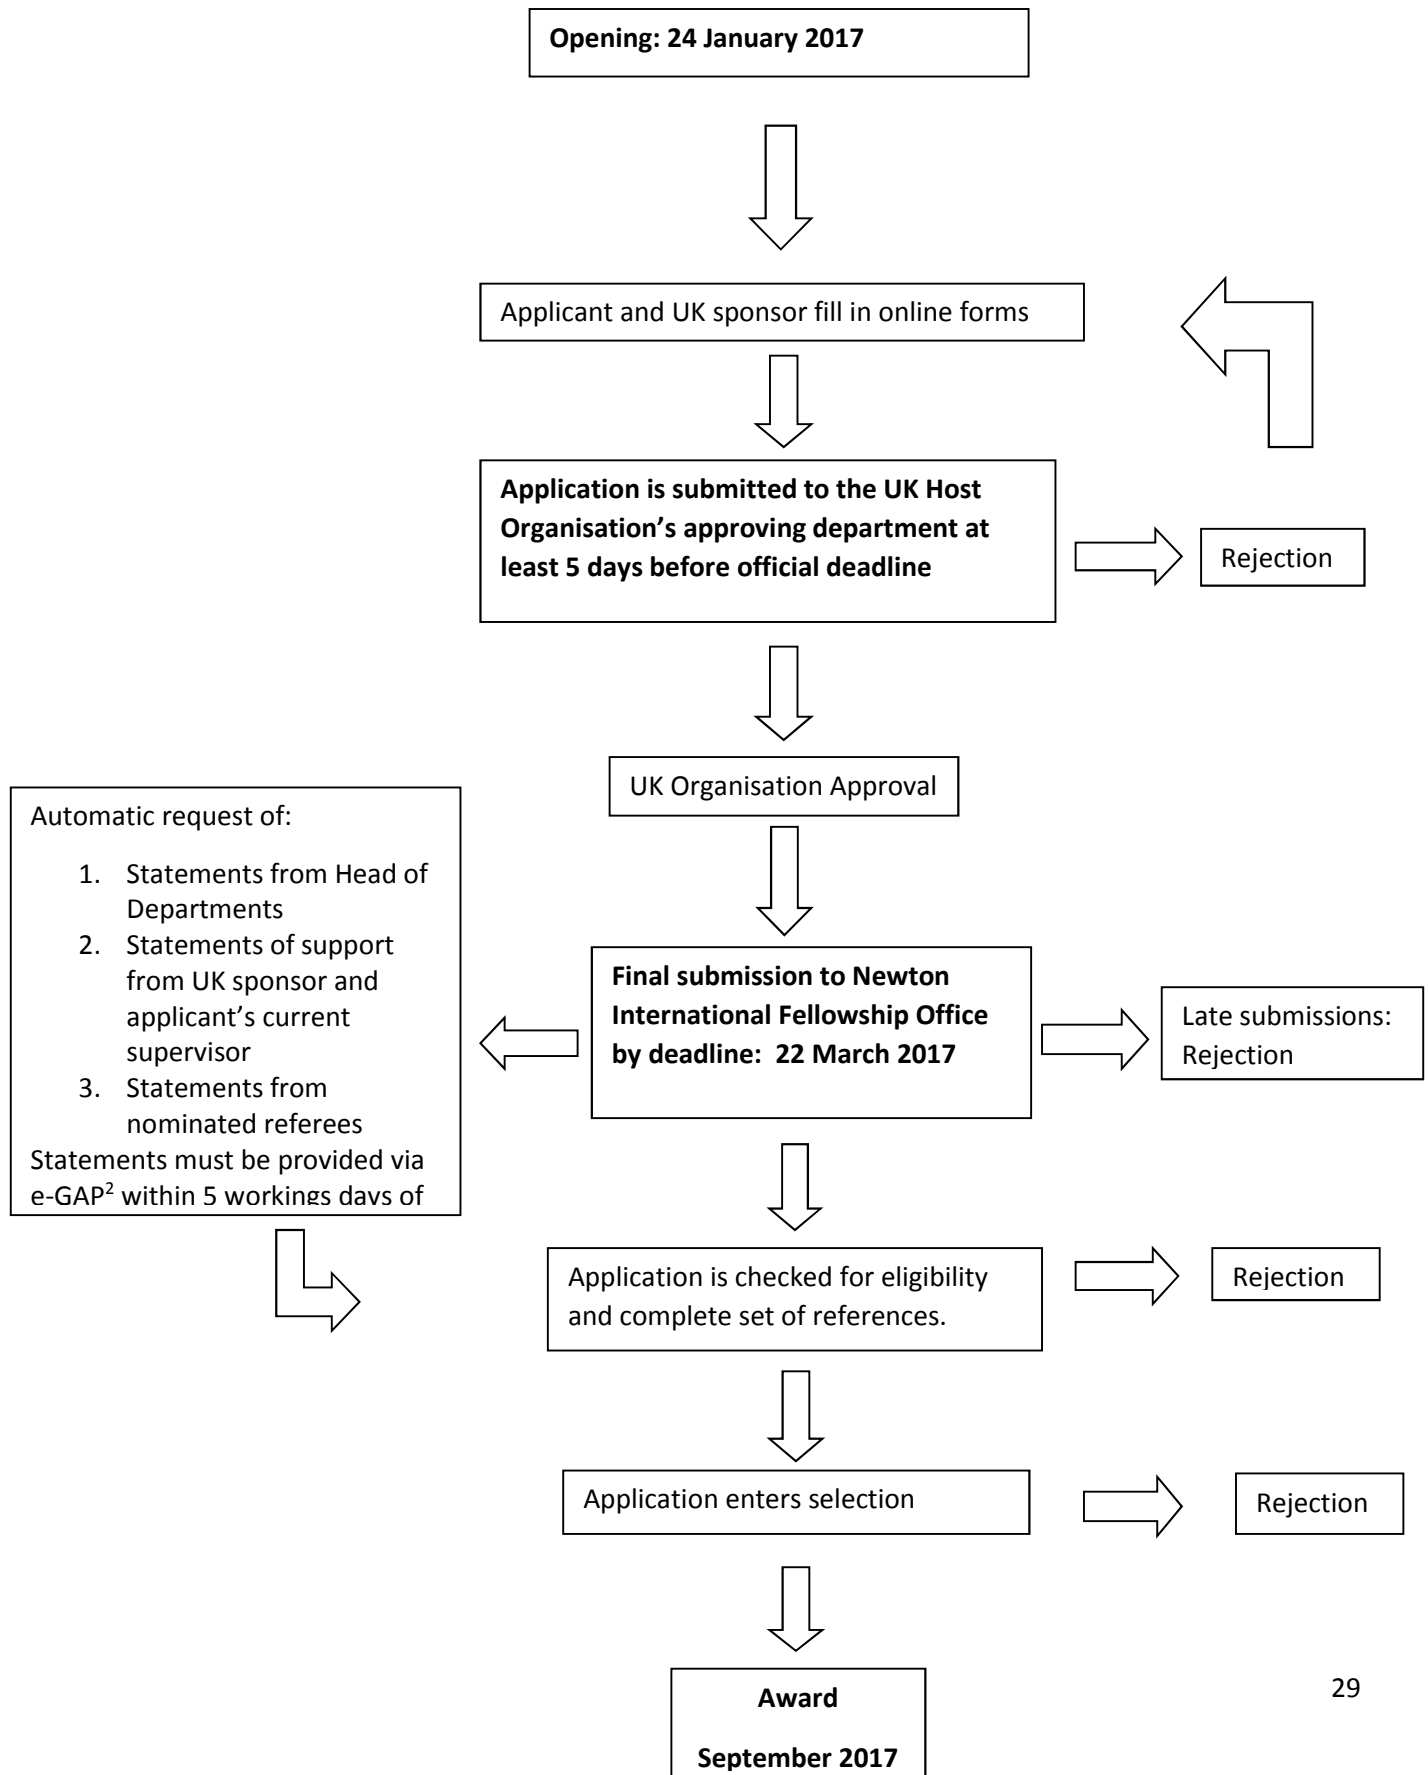 Opening: 24 January 2017
Applicant and UK sponsor fill in online forms
Application is submitted to the UK Host
Organisation’s approving department at
least 5 days before official deadline
Rejection
UK Organisation Approval
Automatic request of:
1. Statements from Head of
Departments
2. Statements of support
from UK sponsor and
applicant’s current
supervisor
3. Statements from
nominated referees
Statements must be provided via
e-GAP² within 5 workings days of
Final submission to Newton
International Fellowship Office
by deadline: 22 March 2017
Late submissions:
Rejection
Application is checked for eligibility
and complete set of references.
Rejection
Application enters selection
Rejection
Award
September 2017
29